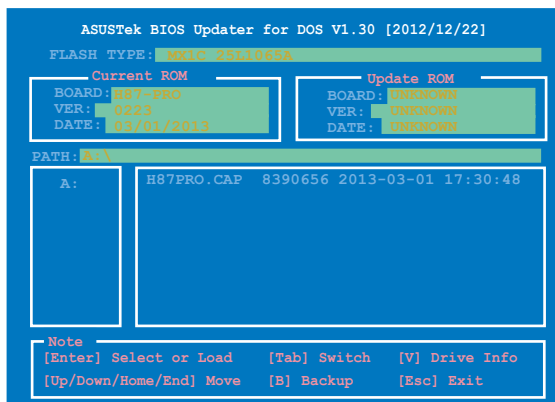 ASUSTek BIOS Updater for DOS V1.30 [2012/12/22]
FLASH TYPE: MXIC 25L1065A
Current ROM
BOARD: H87-PRO
VER: 0223
DATE: 03/01/2013
Update ROM
BOARD: UNKNOWN
VER: UNKNOWN
DATE: UNKNOWN
PATH: A:\
A:
H87PRO.CAP 8390656 2013-03-01 17:30:48
Note
[Enter] Select or Load [Tab] Switch [V] Drive Info
[Up/Down/Home/End] Move [B] Backup [Esc] Exit